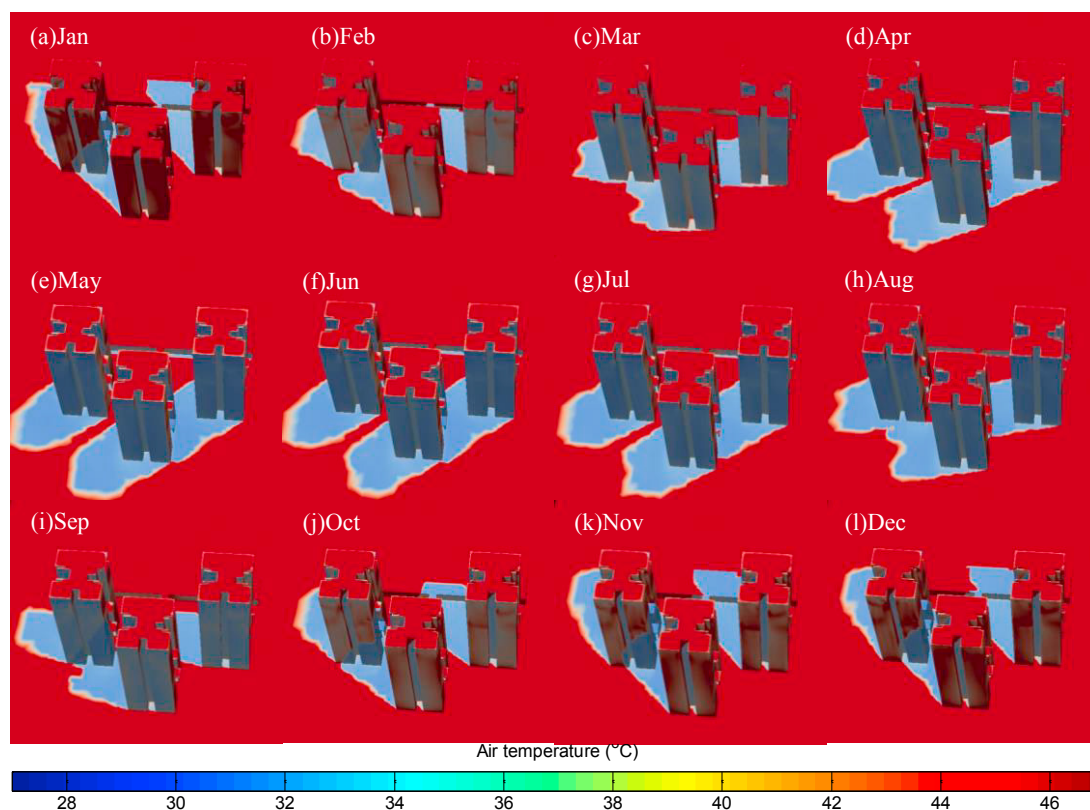 (a)Jan (b)Feb (c)Mar (d)Apr
(e)May (f)Jun (g)Jul (h)Aug
(i)Sep (j)Oct (k)Nov (l)Dec
Air temperature (°C)
28 30 32 34 36 38 40 42 44 46